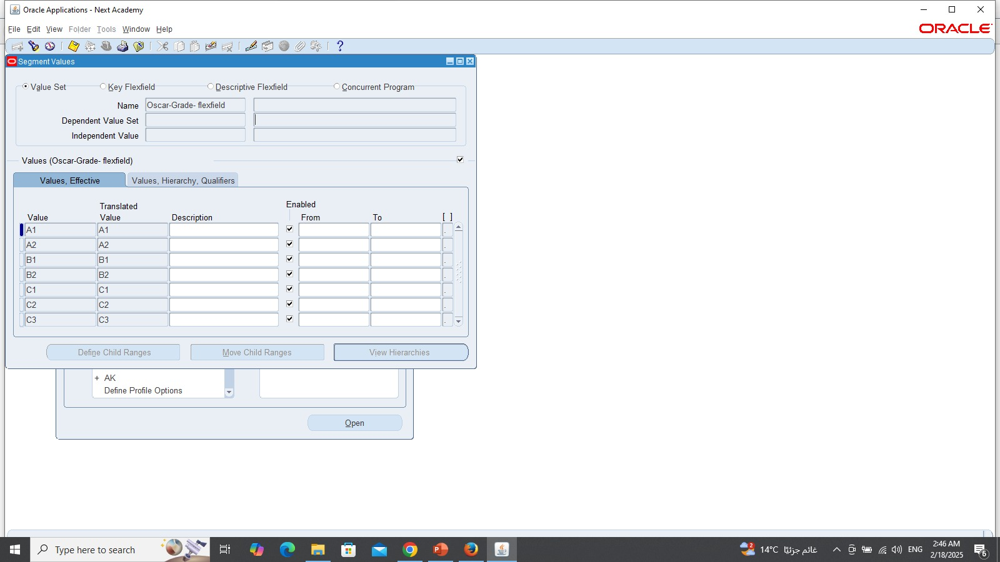 Oracle Applications - Next Academy
File Edit View Folder Tools Window Help
ORACLE
Segment Values
Value Set Key Flexfield Descriptive Flexfield Concurrent Program
Name Oscar-Grade- flexfield
Dependent Value Set
Independent Value
Values (Oscar-Grade- flexfield)
Values, Effective Values, Hierarchy, Qualifiers
Translated Enabled
Value Value Description From To [ ]
A1 A1
A2 A2
B1 B1
B2 B2
C1 C1
C2 C2
C3 C3
Define Child Ranges Move Child Ranges View Hierarchies
+ AK
Define Profile Options
Open
Type here to search
2 14°C غائم جزئيًا ENG 2:46 AM
2/18/2025 6